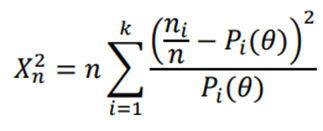 $$X_n^2 = n \sum_{i=1}^{k} \frac{\left(\frac{n_i}{n} - P_i(\theta)\right)^2}{P_i(\theta)}$$